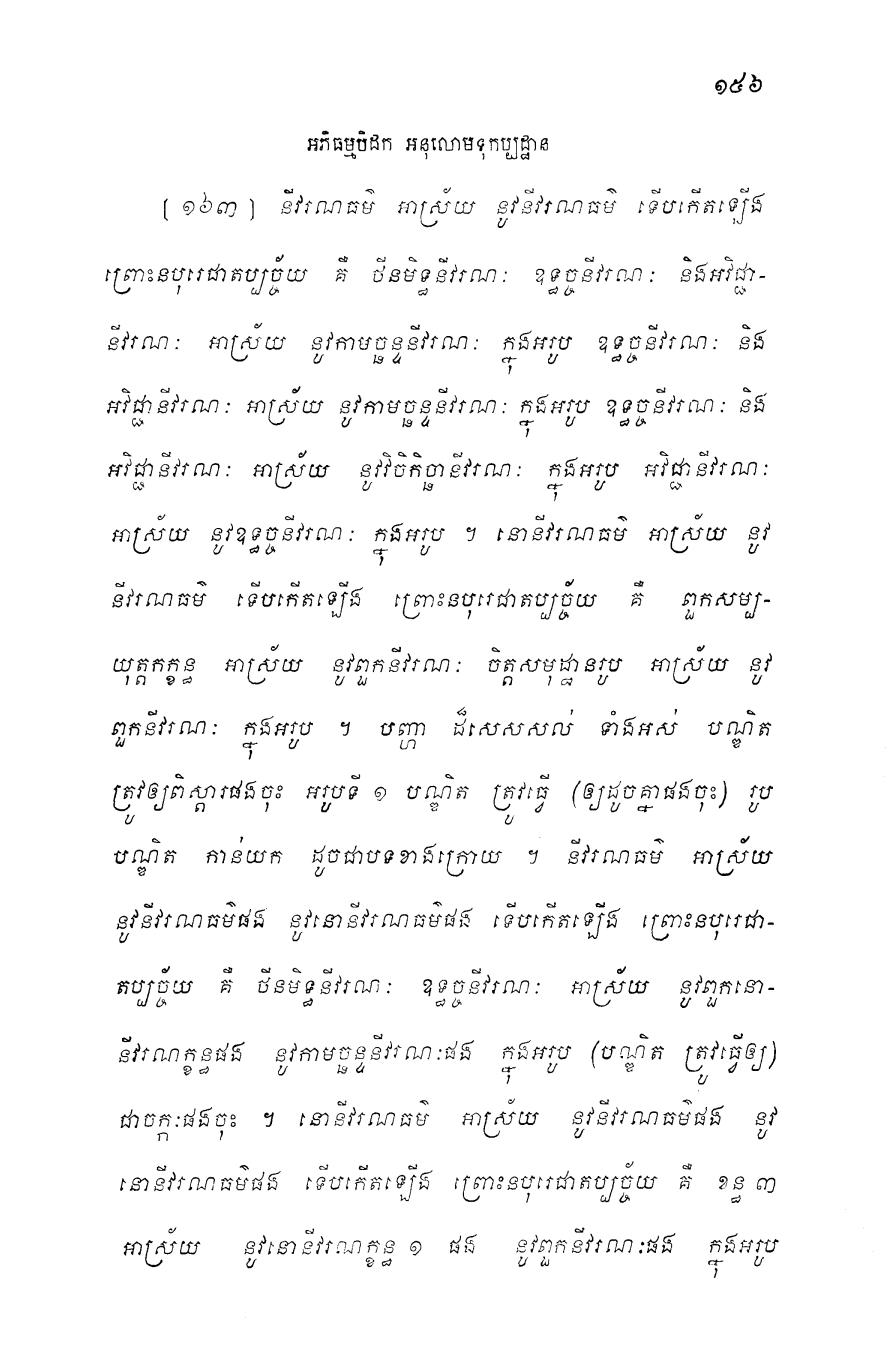 ១៥៦
អភិធម្មបិដក អនុលោមទុកប្បដ្ឋាន
[ ១៦៣ ] នីវរណធម៌ អាស្រ័យ នូវនីវរណធម៌ ទើបកើតឡើង
ព្រោះនបុរេជាតប្បច្ច័យ គឺ ថីនមិទ្ធនីវរណៈ ឧទ្ធច្ចនីវរណៈ និងអវិជ្ជា-
នីវរណៈ អាស្រ័យ នូវកាមច្ឆន្ទនីវរណៈ ក្នុងអរូប ឧទ្ធច្ចនីវរណៈ និង
អវិជ្ជានីវរណៈ អាស្រ័យ នូវកាមច្ឆន្ទនីវរណៈ ក្នុងអរូប ឧទ្ធច្ចនីវរណៈ និង
អវិជ្ជានីវរណៈ អាស្រ័យ នូវវិចិកិច្ឆានីវរណៈ ក្នុងអរូប អវិជ្ជានីវរណៈ
អាស្រ័យ នូវឧទ្ធច្ចនីវរណៈ ក្នុងអរូប ។ នោនីវរណធម៌ អាស្រ័យ នូវ
នីវរណធម៌ ទើបកើតឡើង ព្រោះនបុរេជាតប្បច្ច័យ គឺ ពួកសម្ប-
យុត្តកក្ខន្ធ អាស្រ័យ នូវពួកនីវរណៈ ចិត្តសមុដ្ឋានរូប អាស្រ័យ នូវ
ពួកនីវរណៈ ក្នុងអរូប ។ បញ្ហា ដ៏សេសសល់ ទាំងអស់ បណ្ឌិត
ត្រូវឲ្យពិស្តារផងចុះ អរូបទី ១ បណ្ឌិត ត្រូវធ្វើ (ឲ្យដូចគ្នាផងចុះ) រូប
បណ្ឌិត កាន់យក ដូចជាបទខាងក្រោយ ។ នីវរណធម៌ អាស្រ័យ
នូវនីវរណធម៌ផង នូវនោនីវរណធម៌ផង ទើបកើតឡើង ព្រោះនបុរេជា-
តប្បច្ច័យ គឺ ថីនមិទ្ធនីវរណៈ ឧទ្ធច្ចនីវរណៈ អាស្រ័យ នូវពួកនោ-
នីវរណក្ខន្ធផង នូវកាមច្ឆន្ទនីវរណៈផង ក្នុងអរូប (បណ្ឌិត ត្រូវធ្វើឲ្យ)
ជាចក្កៈផងចុះ ។ នោនីវរណធម៌ អាស្រ័យ នូវនីវរណធម៌ផង នូវ
នោនីវរណធម៌ផង ទើបកើតឡើង ព្រោះនបុរេជាតប្បច្ច័យ គឺ ខន្ធ ៣
អាស្រ័យ នូវនោនីវរណក្ខន្ធ ១ ផង នូវពួកនីវរណៈផង ក្នុងអរូប